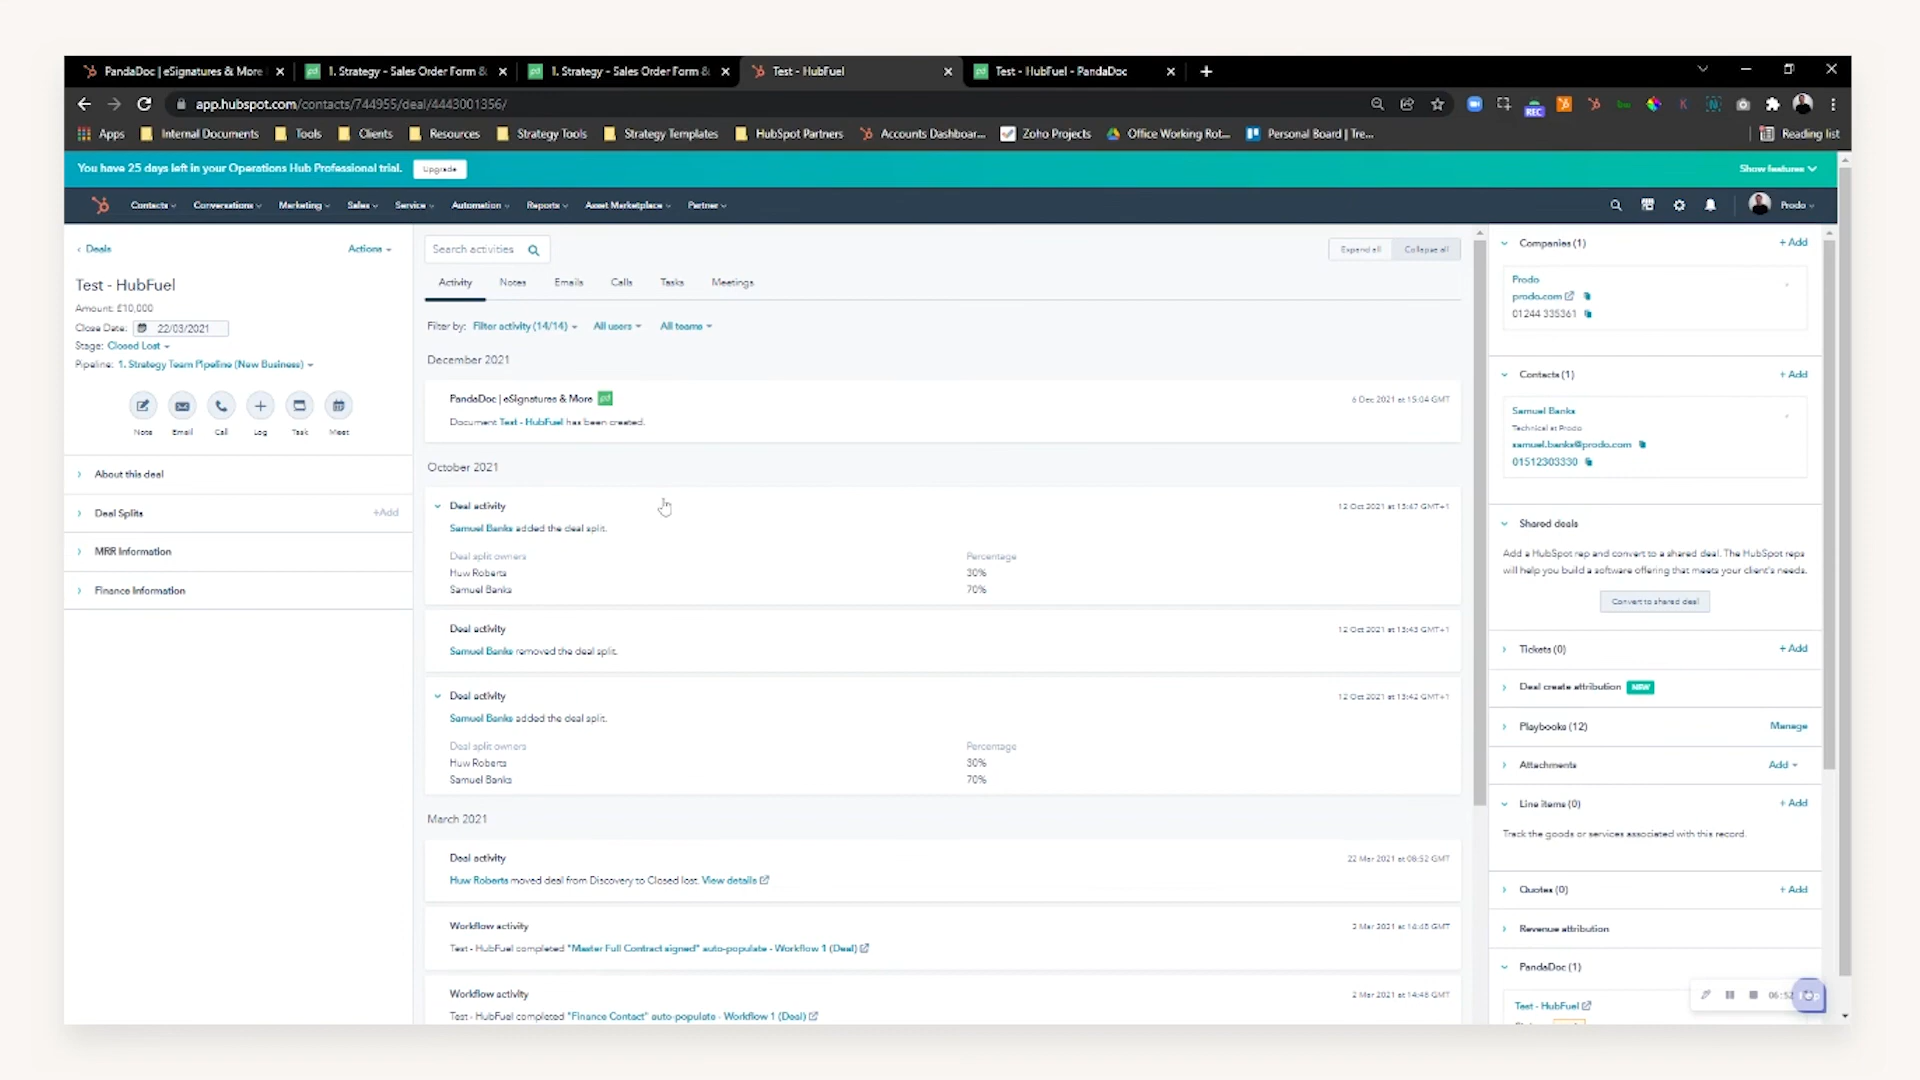 PandaDoc | eSignatures & More
1. Strategy - Sales Order Form &
1. Strategy - Sales Order Form &
Test - HubFuel
Test - HubFuel - PandaDoc
app.hubspot.com/contacts/744955/deal/4443001356/
REC
Apps
Internal Documents
Tools
Clients
Resources
Strategy Tools
Strategy Templates
HubSpot Partners
Accounts Dashboar...
Zoho Projects
Office Working Rot...
Personal Board | Tre...
Reading list
You have 25 days left in your Operations Hub Professional trial.
Upgrade
Show features
Contacts
Conversations
Marketing
Sales
Service
Automation
Reports
Asset Marketplace
Partner
Prodo
Deals
Actions
Test - HubFuel
Amount: £10,000
Close Date: 22/03/2021
Stage: Closed Lost
Pipeline: 1. Strategy Team Pipeline (New Business)
Note
Email
Call
Log
Task
Meet
About this deal
Deal Splits
+Add
MRR Information
Finance Information
Search activities
Expand all
Collapse all
Activity
Notes
Emails
Calls
Tasks
Meetings
Filter by: Filter activity (14/14)
All users
All teams
December 2021
PandaDoc | eSignatures & More pd
6 Dec 2021 at 15:04 GMT
Document Test - HubFuel has been created.
October 2021
Deal activity
12 Oct 2021 at 13:47 GMT+1
Samuel Banks added the deal split.
Deal split owners
Percentage
Huw Roberts
30%
Samuel Banks
70%
Deal activity
12 Oct 2021 at 13:43 GMT+1
Samuel Banks removed the deal split.
Deal activity
12 Oct 2021 at 13:42 GMT+1
Samuel Banks added the deal split.
Deal split owners
Percentage
Huw Roberts
30%
Samuel Banks
70%
March 2021
Deal activity
22 Mar 2021 at 08:52 GMT
Huw Roberts moved deal from Discovery to Closed lost. View details
Workflow activity
2 Mar 2021 at 14:48 GMT
Test - HubFuel completed "Master Full Contract signed" auto-populate - Workflow 1 (Deal)
Workflow activity
2 Mar 2021 at 14:48 GMT
Test - HubFuel completed "Finance Contact" auto-populate - Workflow 1 (Deal)
Companies (1)
+ Add
Prodo
prodo.com
01244 335361
Contacts (1)
+ Add
Samuel Banks
Technical at Prodo
samuel.banks@prodo.com
01512303330
Shared deals
Add a HubSpot rep and convert to a shared deal. The HubSpot reps
will help you build a software offering that meets your client's needs.
Convert to shared deal
Tickets (0)
+ Add
Deal create attribution NEW
Playbooks (12)
Manage
Attachments
Add
Line items (0)
+ Add
Track the goods or services associated with this record.
Quotes (0)
+ Add
Revenue attribution
PandaDoc (1)
Test - HubFuel
06:52